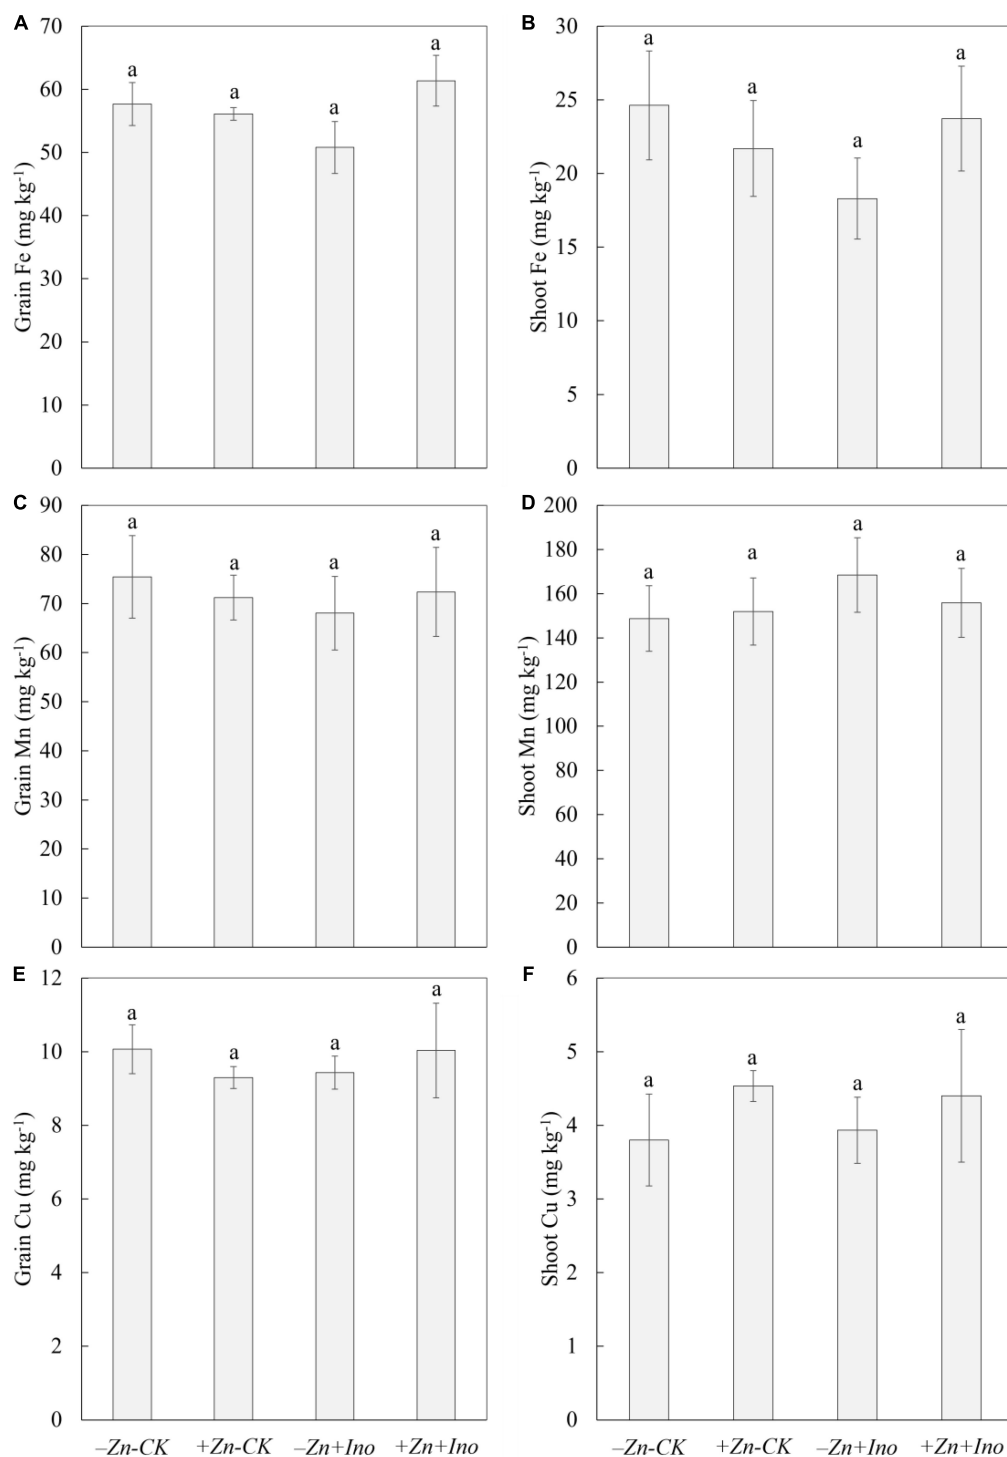 A
Grain Fe (mg kg-1)
70
60
50
40
30
20
10
0
a
a
a
a
B
Shoot Fe (mg kg-1)
30
25
20
15
10
5
0
a
a
a
a
C
Grain Mn (mg kg-1)
90
80
70
60
50
40
30
20
10
0
a
a
a
a
D
Shoot Mn (mg kg-1)
200
180
160
140
120
100
80
60
40
20
0
a
a
a
a
E
Grain Cu (mg kg-1)
12
10
8
6
4
2
0
a
a
a
a
–Zn-CK +Zn-CK –Zn+Ino +Zn+Ino
F
Shoot Cu (mg kg-1)
6
5
4
3
2
1
0
a
a
a
a
–Zn-CK +Zn-CK –Zn+Ino +Zn+Ino